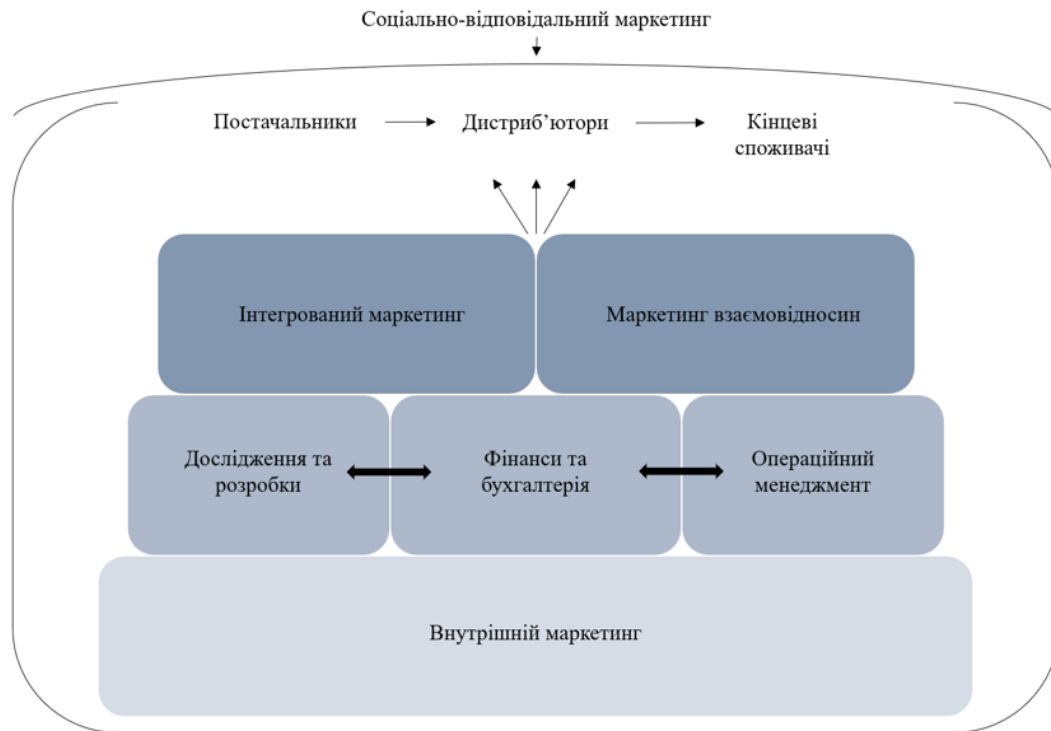 Соціально-відповідальний маркетинг
Постачальники
Дистриб’ютори
Кінцеві
споживачі
Інтегрований маркетинг
Маркетинг взаємовідносин
Дослідження та
розробки
Фінанси та
бухгалтерія
Операційний
менеджмент
Внутрішній маркетинг